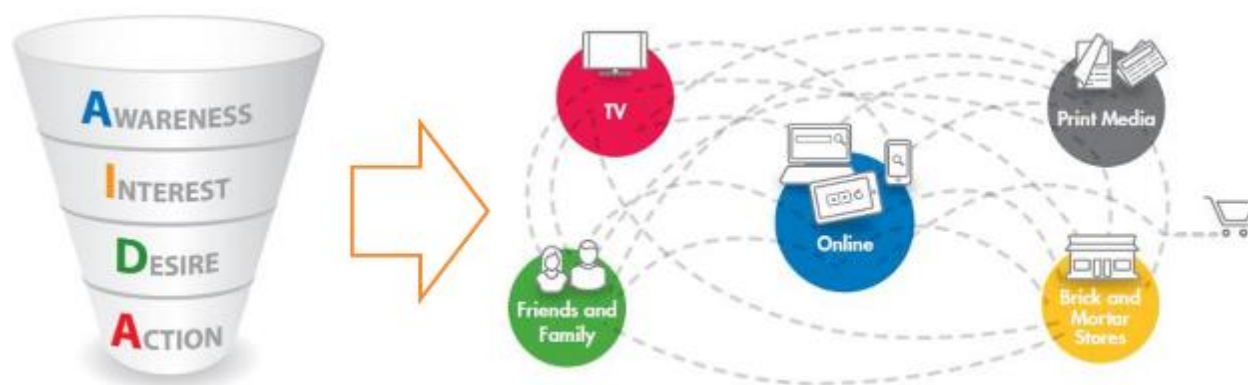 AWARENESS
INTEREST
DESIRE
ACTION
TV
Print Media
Online
Friends and
Family
Brick and
Mortar
Stores